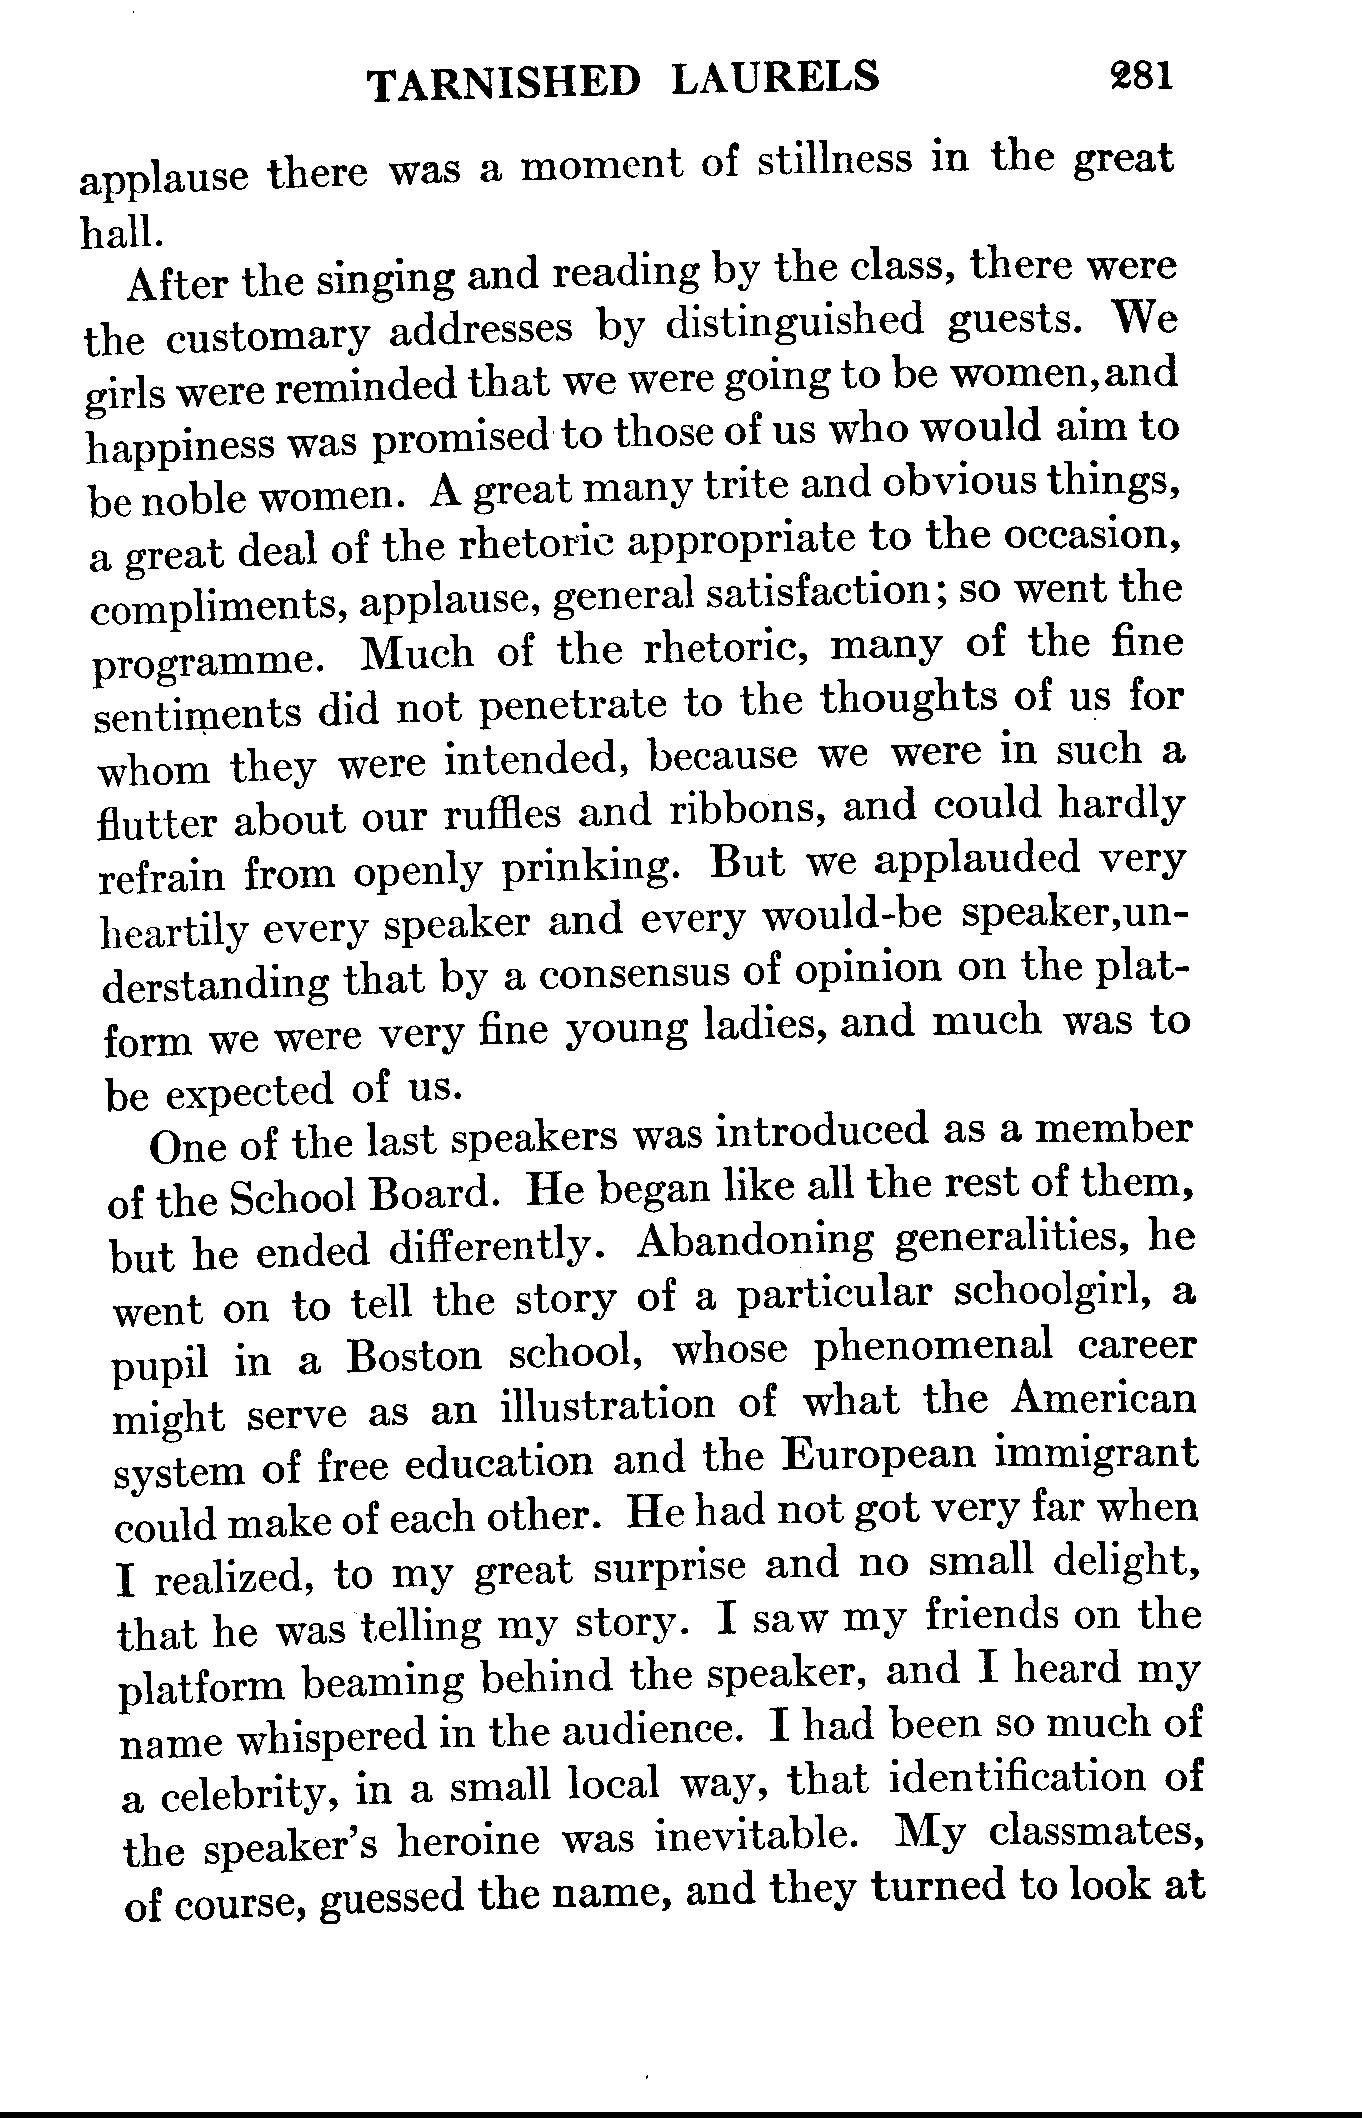 TARNISHED LAURELS 281
applause there was a moment of stillness in the great
hall.
After the singing and reading by the class, there were
the customary addresses by distinguished guests. We
girls were reminded that we were going to be women,and
happiness was promised to those of us who would aim to
be noble women. A great many trite and obvious things,
a great deal of the rhetoric appropriate to the occasion,
compliments, applause, general satisfaction; so went the
programme. Much of the rhetoric, many of the fine
sentiments did not penetrate to the thoughts of us for
whom they were intended, because we were in such a
flutter about our ruffles and ribbons, and could hardly
refrain from openly prinking. But we applauded very
heartily every speaker and every would-be speaker,un-
derstanding that by a consensus of opinion on the plat-
form we were very fine young ladies, and much was to
be expected of us.
One of the last speakers was introduced as a member
of the School Board. He began like all the rest of them,
but he ended differently. Abandoning generalities, he
went on to tell the story of a particular schoolgirl, a
pupil in a Boston school, whose phenomenal career
might serve as an illustration of what the American
system of free education and the European immigrant
could make of each other. He had not got very far when
I realized, to my great surprise and no small delight,
that he was telling my story. I saw my friends on the
platform beaming behind the speaker, and I heard my
name whispered in the audience. I had been so much of
a celebrity, in a small local way, that identification of
the speaker's heroine was inevitable. My classmates,
of course, guessed the name, and they turned to look at